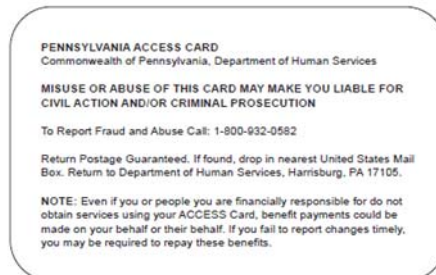 PENNSYLVANIA ACCESS CARD
Commonwealth of Pennsylvania, Department of Human Services
MISUSE OR ABUSE OF THIS CARD MAY MAKE YOU LIABLE FOR
CIVIL ACTION AND/OR CRIMINAL PROSECUTION
To Report Fraud and Abuse Call: 1-800-932-0582
Return Postage Guaranteed. If found, drop in nearest United States Mail
Box. Return to Department of Human Services, Harrisburg, PA 17105.
NOTE: Even if you or people you are financially responsible for do not
obtain services using your ACCESS Card, benefit payments could be
made on your behalf or their behalf. If you fail to report changes timely,
you may be required to repay these benefits.